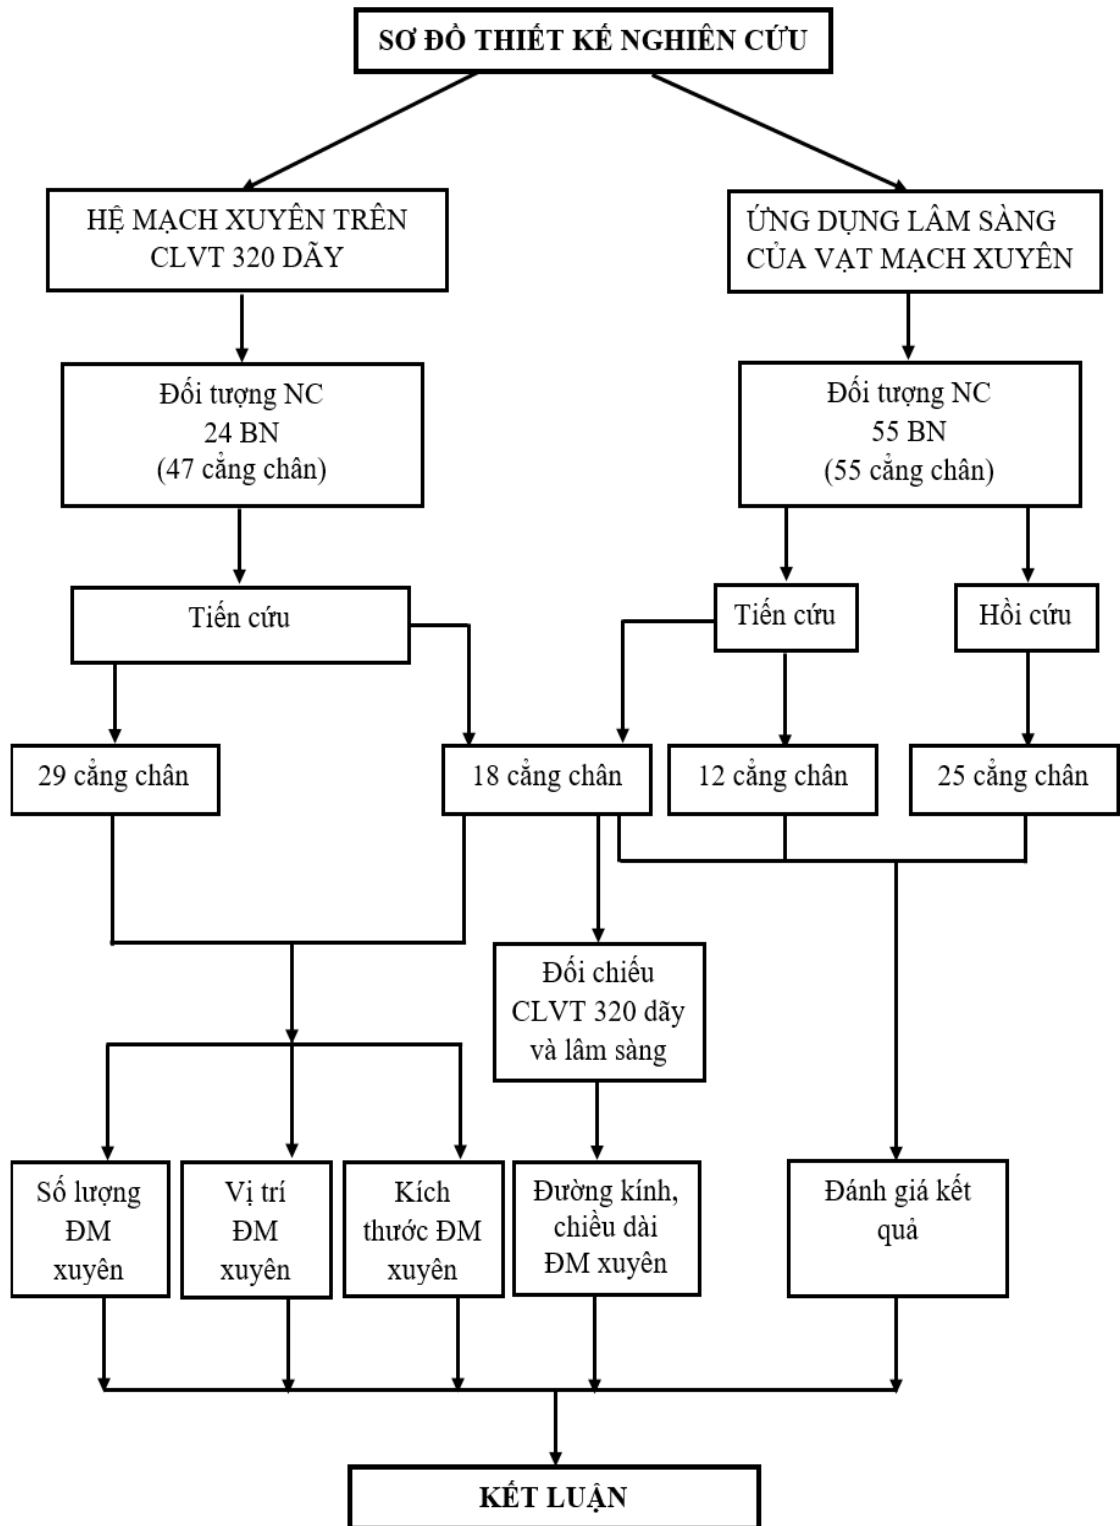 SƠ ĐỒ THIẾT KẾ NGHIÊN CỨU
HỆ MẠCH XUYÊN TRÊN
CLVT 320 DÃY
ỨNG DỤNG LÂM SÀNG
CỦA VẠT MẠCH XUYÊN
Đối tượng NC
24 BN
(47 cẳng chân)
Đối tượng NC
55 BN
(55 cẳng chân)
Tiến cứu
Tiến cứu
Hồi cứu
29 cẳng chân
18 cẳng chân
12 cẳng chân
25 cẳng chân
Đối chiếu
CLVT 320 dãy
và lâm sàng
Số lượng
ĐM
xuyên
Vị trí
ĐM
xuyên
Kích
thước ĐM
xuyên
Đường kính,
chiều dài
ĐM xuyên
Đánh giá kết
quả
KẾT LUẬN